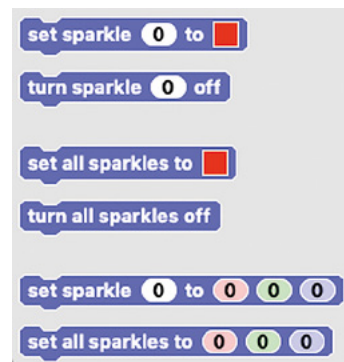 set sparkle 0 to
turn sparkle 0 off
set all sparkles to
turn all sparkles off
set sparkle 0 to 0 0 0
set all sparkles to 0 0 0